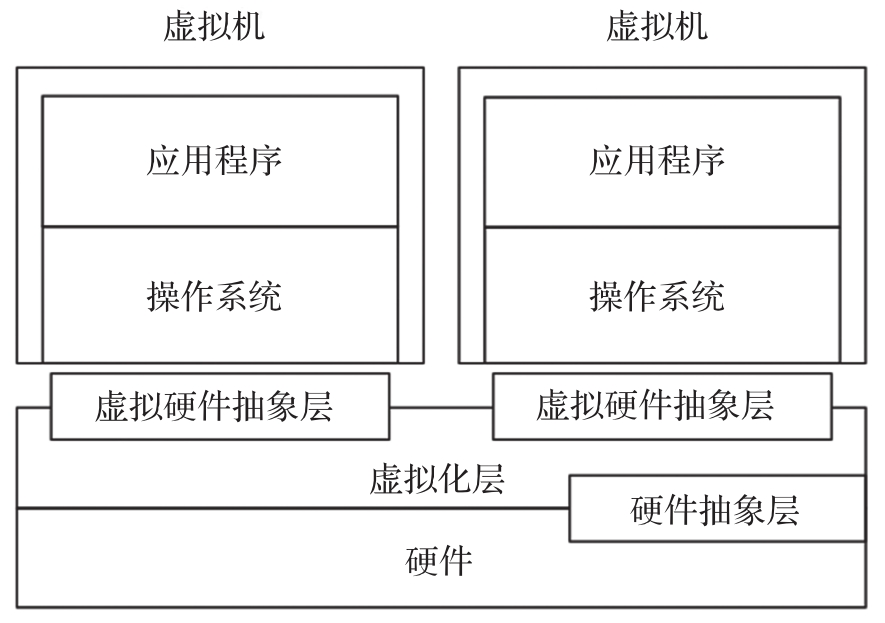 虚拟机
虚拟机
应用程序
应用程序
操作系统
操作系统
虚拟硬件抽象层
虚拟硬件抽象层
虚拟化层
硬件抽象层
硬件